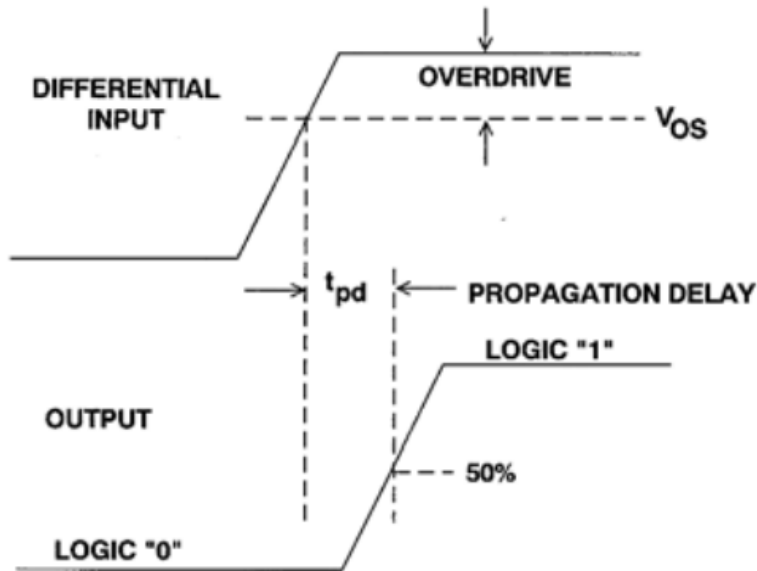 OVERDRIVE
DIFFERENTIAL
INPUT
VOS
tpd
PROPAGATION DELAY
LOGIC "1"
OUTPUT
50%
LOGIC "0"